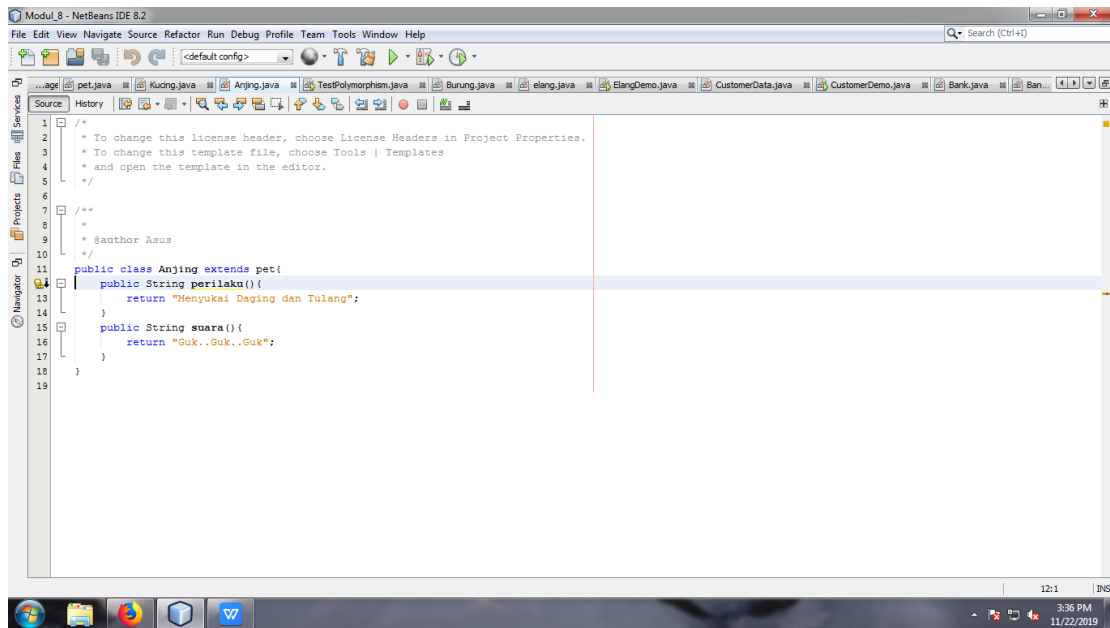 Modul_8 - NetBeans IDE 8.2
File Edit View Navigate Source Refactor Run Debug Profile Team Tools Window Help
Search (Ctrl+I)
<default config>
...age pet.java Kucing.java Anjing.java TestPolymorphism.java Burung.java elang.java ElangDemo.java CustomerData.java CustomerDemo.java Bank.java Ban...
Source History
Services
Files
Projects
Navigator
1 /*
2 * To change this license header, choose License Headers in Project Properties.
3 * To change this template file, choose Tools | Templates
4 * and open the template in the editor.
5 */
6
7 /**
8 *
9 * @author Asus
10 */
11 public class Anjing extends pet{
public String perilaku(){
13 return "Menyukai Daging dan Tulang";
14 }
15 public String suara(){
16 return "Guk..Guk..Guk";
17 }
18 }
19
12:1 INS
3:36 PM
11/22/2019